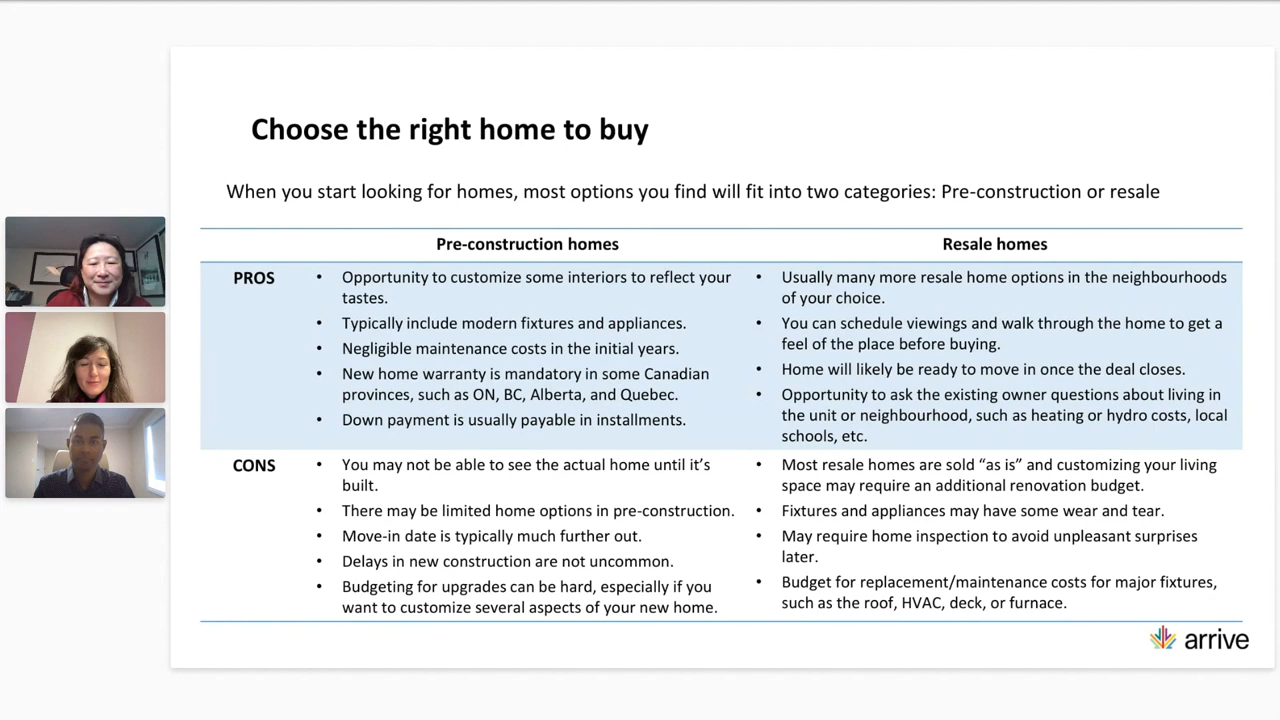 Choose the right home to buy
When you start looking for homes, most options you find will fit into two categories: Pre-construction or resale
Pre-construction homes
Resale homes
PROS
• Opportunity to customize some interiors to reflect your
tastes.
• Typically include modern fixtures and appliances.
• Negligible maintenance costs in the initial years.
• New home warranty is mandatory in some Canadian
provinces, such as ON, BC, Alberta, and Quebec.
• Down payment is usually payable in installments.
• Usually many more resale home options in the neighbourhoods
of your choice.
• You can schedule viewings and walk through the home to get a
feel of the place before buying.
• Home will likely be ready to move in once the deal closes.
• Opportunity to ask the existing owner questions about living in
the unit or neighbourhood, such as heating or hydro costs, local
schools, etc.
CONS
• You may not be able to see the actual home until it’s
built.
• There may be limited home options in pre-construction.
• Move-in date is typically much further out.
• Delays in new construction are not uncommon.
• Budgeting for upgrades can be hard, especially if you
want to customize several aspects of your new home.
• Most resale homes are sold “as is” and customizing your living
space may require an additional renovation budget.
• Fixtures and appliances may have some wear and tear.
• May require home inspection to avoid unpleasant surprises
later.
• Budget for replacement/maintenance costs for major fixtures,
such as the roof, HVAC, deck, or furnace.
arrive